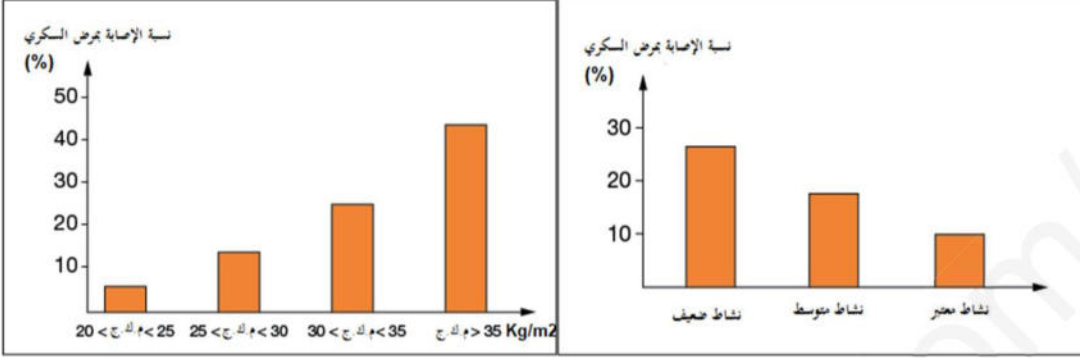 نسبة الإصابة بمرض السكري
(%)
50
40
30
20
10
20 <م.ك.ج< 25
25 <م.ك.ج< 30
30 <م.ك.ج< 35
م.ك.ج > 35 Kg/m2
نسبة الإصابة بمرض السكري
(%)
30
20
10
نشاط ضعيف
نشاط متوسط
نشاط معتبر